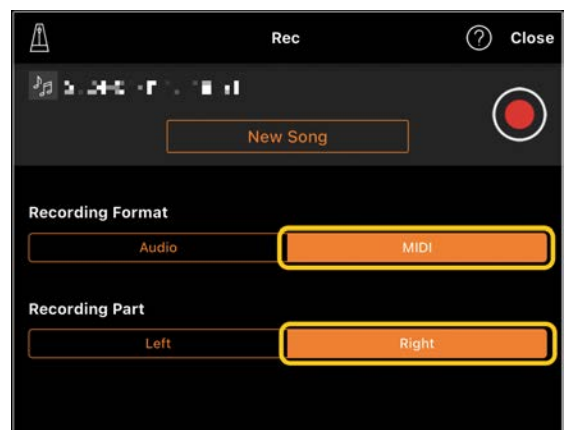 Rec
? Close
New Song
Recording Format
Audio MIDI
Recording Part
Left Right